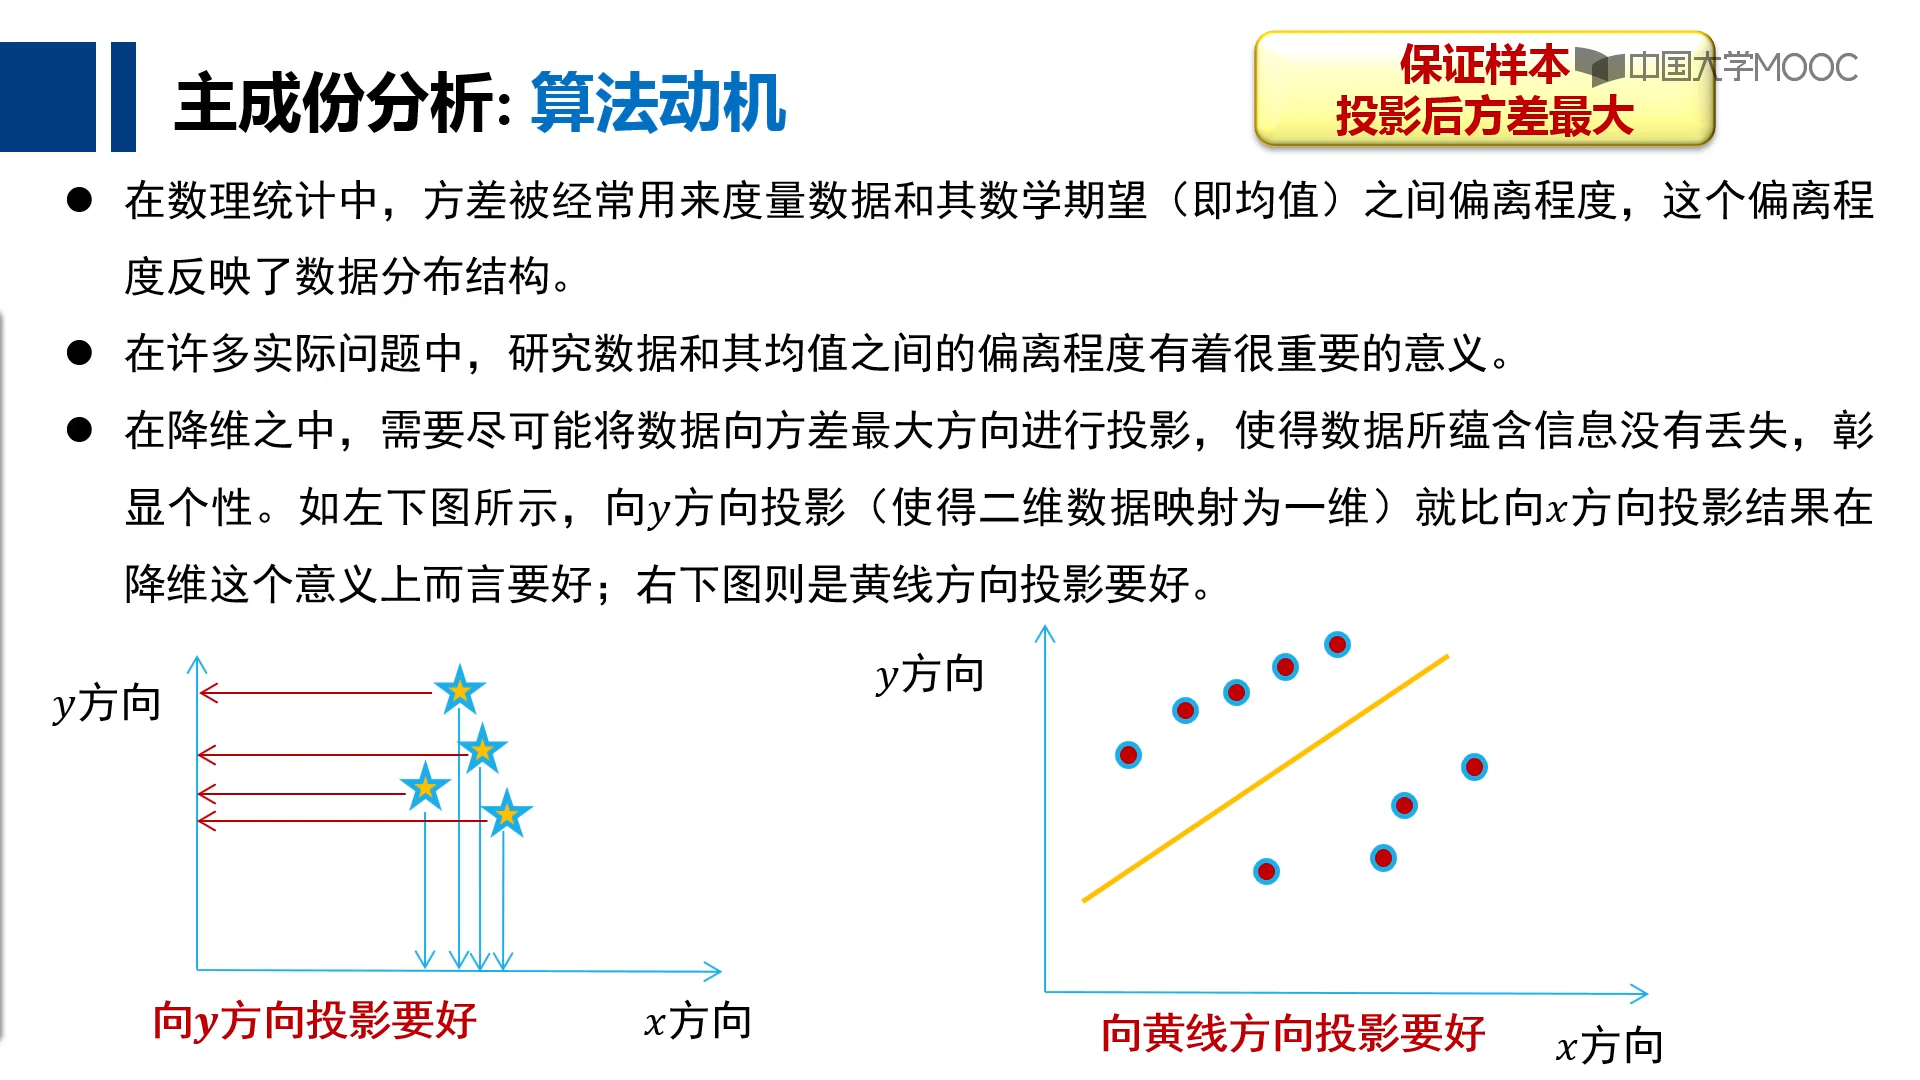 主成份分析: 算法动机
保证样本
投影后方差最大
中国大学MOOC
● 在数理统计中，方差被经常用来度量数据和其数学期望（即均值）之间偏离程度，这个偏离程
度反映了数据分布结构。
● 在许多实际问题中，研究数据和其均值之间的偏离程度有着很重要的意义。
● 在降维之中，需要尽可能将数据向方差最大方向进行投影，使得数据所蕴含信息没有丢失，彰
显个性。如左下图所示，向y方向投影（使得二维数据映射为一维）就比向x方向投影结果在
降维这个意义上而言要好；右下图则是黄线方向投影要好。
y方向
向y方向投影要好
x方向
y方向
向黄线方向投影要好
x方向